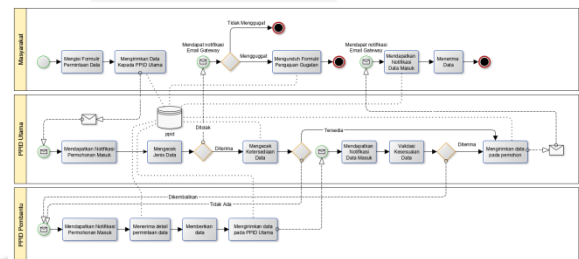 Masyarakat
Tidak Menggugat
Mendapat notifikasi
Email Gateway
Menggugat
Mendapat notifikasi
Email Gateway
Mengisi Formulir
Permintaan Data
Mengirimkan Data
Kepada PPID Utama
Mengunduh Formulir
Pengajuan Gugatan
Mendapatkan
Notifikasi
Data Masuk
Menerima
Data
PPID Utama
ppid
Ditolak
Tersedia
Mendapatkan Notifikasi
Permohonan Masuk
Mengecek
Jenis Data
Diterima
Mengecek
Ketersediaan
Data
Mendapatkan
Notifikasi
Data Masuk
Validasi
Kesesuaian
Data
Diterima
Mengirimkan data
pada pemohon
PPID Pembantu
Dikembalikan
Tidak Ada
Mendapatkan Notifikasi
Permohonan Masuk
Menerima detail
permintaan data
Memberikan
data
Mengirimkan data
pada PPID Utama